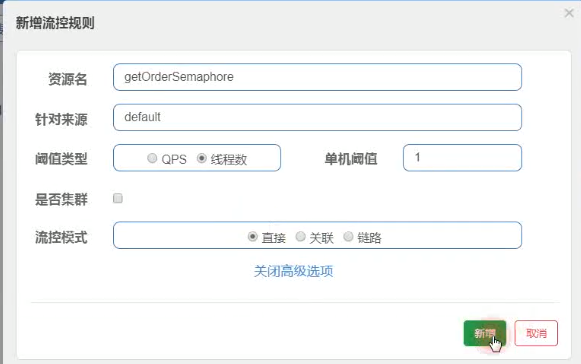 新增流控规则
资源名 getOrderSemaphore
针对来源 default
阈值类型 QPS 线程数 单机阈值 1
是否集群
流控模式 直接 关联 链路
关闭高级选项
新增 取消